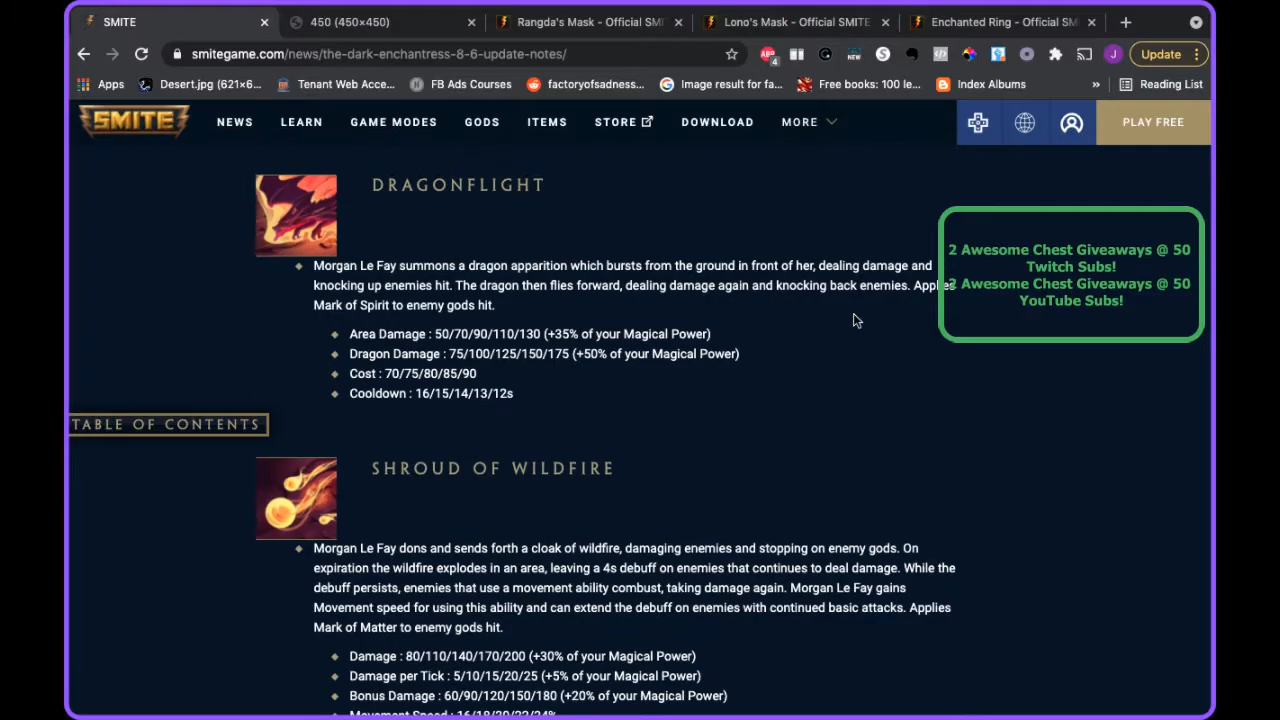 SMITE
450 (450×450)
Rangda's Mask - Official SMI
Lono's Mask - Official SMITE
Enchanted Ring - Official SM
smitegame.com/news/the-dark-enchantress-8-6-update-notes/
4
NEW
J
Update
Apps
Desert.jpg (621×6...
Tenant Web Acce...
FB Ads Courses
factoryofsadness...
Image result for fa...
Free books: 100 le...
Index Albums
»
Reading List
SMITE
NEWS
LEARN
GAME MODES
GODS
ITEMS
STORE
DOWNLOAD
MORE
PLAY FREE
DRAGONFLIGHT
Morgan Le Fay summons a dragon apparition which bursts from the ground in front of her, dealing damage and
knocking up enemies hit. The dragon then flies forward, dealing damage again and knocking back enemies. Applies
Mark of Spirit to enemy gods hit.
Area Damage : 50/70/90/110/130 (+35% of your Magical Power)
Dragon Damage : 75/100/125/150/175 (+50% of your Magical Power)
Cost : 70/75/80/85/90
Cooldown : 16/15/14/13/12s
2 Awesome Chest Giveaways @ 50
Twitch Subs!
2 Awesome Chest Giveaways @ 50
YouTube Subs!
TABLE OF CONTENTS
SHROUD OF WILDFIRE
Morgan Le Fay dons and sends forth a cloak of wildfire, damaging enemies and stopping on enemy gods. On
expiration the wildfire explodes in an area, leaving a 4s debuff on enemies that continues to deal damage. While the
debuff persists, enemies that use a movement ability combust, taking damage again. Morgan Le Fay gains
Movement speed for using this ability and can extend the debuff on enemies with continued basic attacks. Applies
Mark of Matter to enemy gods hit.
Damage : 80/110/140/170/200 (+30% of your Magical Power)
Damage per Tick : 5/10/15/20/25 (+5% of your Magical Power)
Bonus Damage : 60/90/120/150/180 (+20% of your Magical Power)
Movement Speed : 16/18/20/22/24%